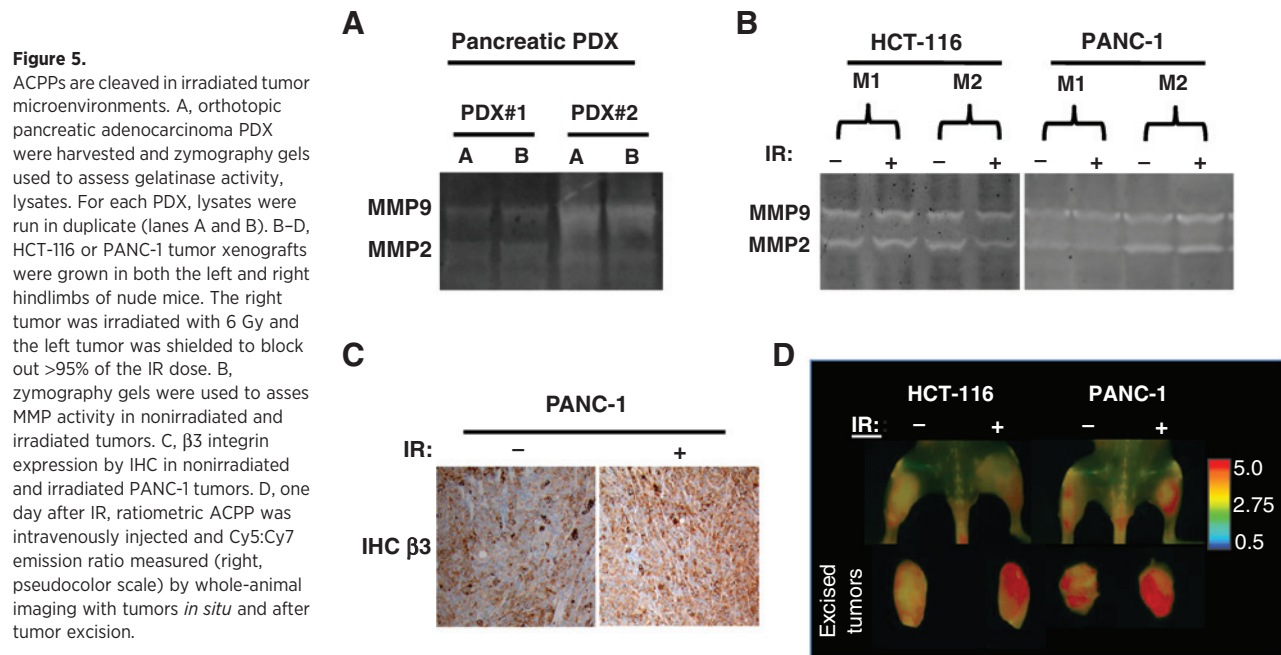 Figure 5.
ACPPs are cleaved in irradiated tumor
microenvironments. A, orthotopic
pancreatic adenocarcinoma PDX
were harvested and zymography gels
used to assess gelatinase activity,
lysates. For each PDX, lysates were
run in duplicate (lanes A and B). B–D,
HCT-116 or PANC-1 tumor xenografts
were grown in both the left and right
hindlimbs of nude mice. The right
tumor was irradiated with 6 Gy and
the left tumor was shielded to block
out >95% of the IR dose. B,
zymography gels were used to asses
MMP activity in nonirradiated and
irradiated tumors. C, β3 integrin
expression by IHC in nonirradiated
and irradiated PANC-1 tumors. D, one
day after IR, ratiometric ACPP was
intravenously injected and Cy5:Cy7
emission ratio measured (right,
pseudocolor scale) by whole-animal
imaging with tumors in situ and after
tumor excision.
A
Pancreatic PDX
PDX#1 PDX#2
A B A B
MMP9
MMP2
B
HCT-116 PANC-1
M1 M2 M1 M2
IR: – + – + – + – +
MMP9
MMP2
C
PANC-1
IR: – +
IHC β3
D
HCT-116 PANC-1
IR: – + – +
5.0
2.75
0.5
Excised
tumors